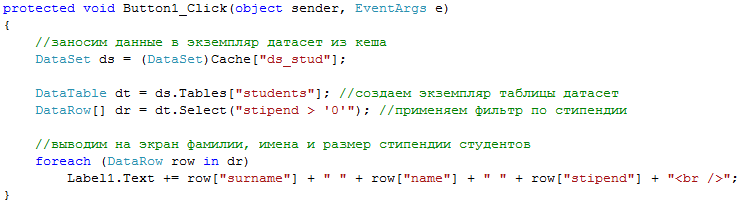 protected void Button1_Click(object sender, EventArgs e)
{
    //заносим данные в экземпляр датасет из кеша
    DataSet ds = (DataSet)Cache["ds_stud"];
    DataTable dt = ds.Tables["students"]; //создаем экземпляр таблицы датасет
    DataRow[] dr = dt.Select("stipend > '0'"); //применяем фильтр по стипендии
    //выводим на экран фамилии, имена и размер стипендии студентов
    foreach (DataRow row in dr)
        Label1.Text += row["surname"] + " " + row["name"] + " " + row["stipend"] + "<br />";
}